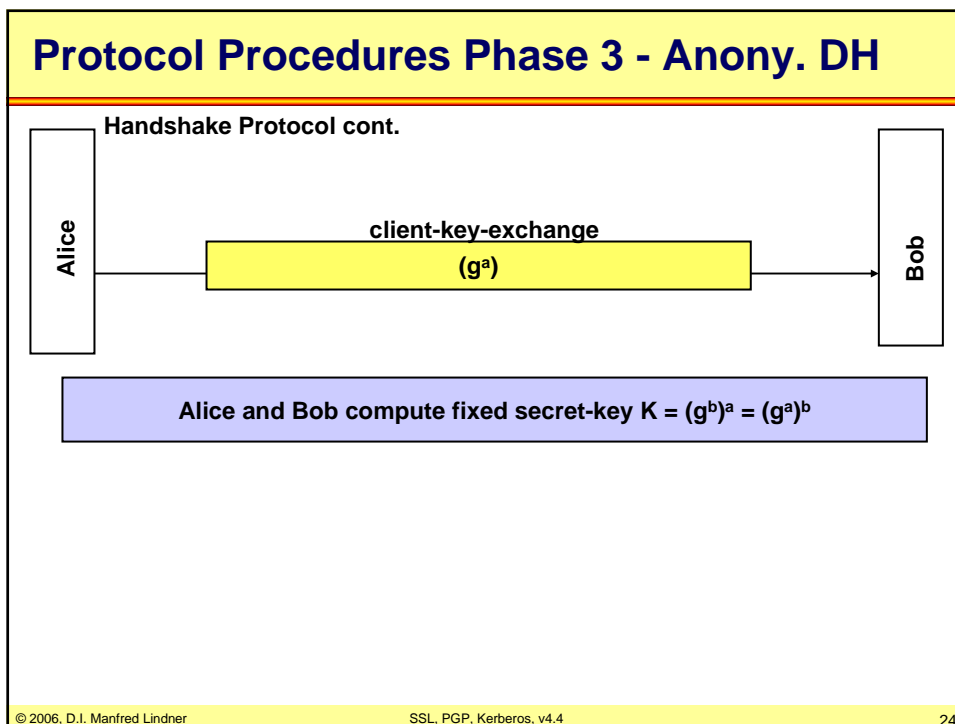 Protocol Procedures Phase 3 - Anony. DH
Handshake Protocol cont.
Alice
client-key-exchange
(gᵃ)
Bob
Alice and Bob compute fixed secret-key K = (gᵇ)ᵃ = (gᵃ)ᵇ
© 2006, D.I. Manfred Lindner
SSL, PGP, Kerberos, v4.4
24